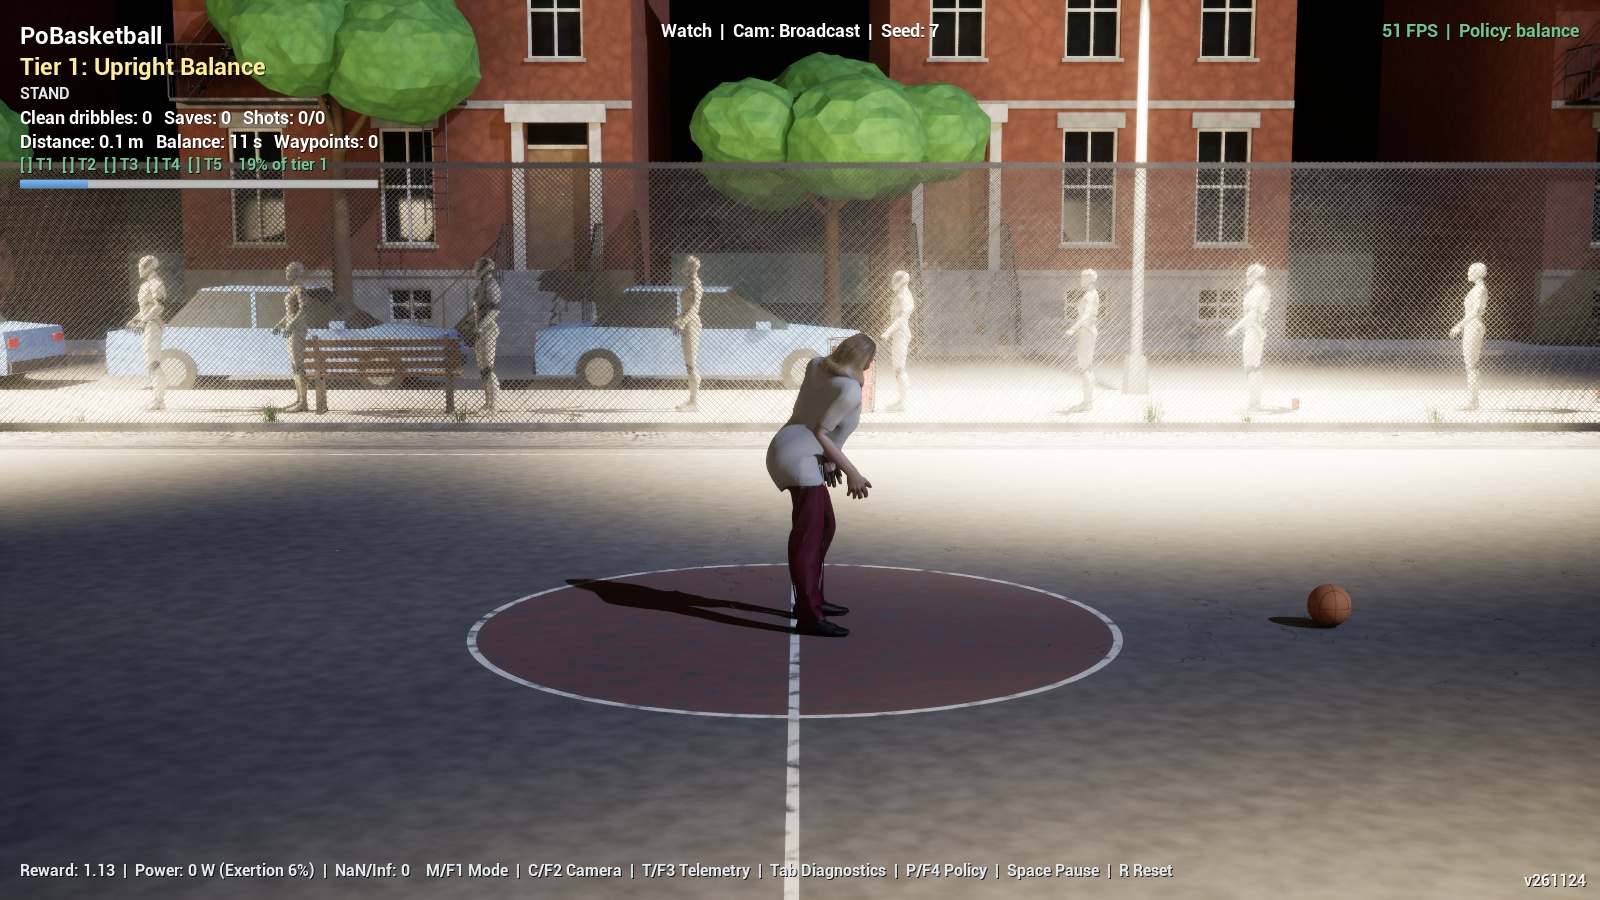 PoBasketball
Tier 1: Upright Balance
STAND
Clean dribbles: 0 Saves: 0 Shots: 0/0
Distance: 0.1 m Balance: 11 s Waypoints: 0
[ ] T1 [ ] T2 [ ] T3 [ ] T4 [ ] T5 19% of tier 1
Watch | Cam: Broadcast | Seed: 7
51 FPS | Policy: balance
Reward: 1.13 | Power: 0 W (Exertion 6%) | NaN/Inf: 0 M/F1 Mode | C/F2 Camera | T/F3 Telemetry | Tab Diagnostics | P/F4 Policy | Space Pause | R Reset
v261124